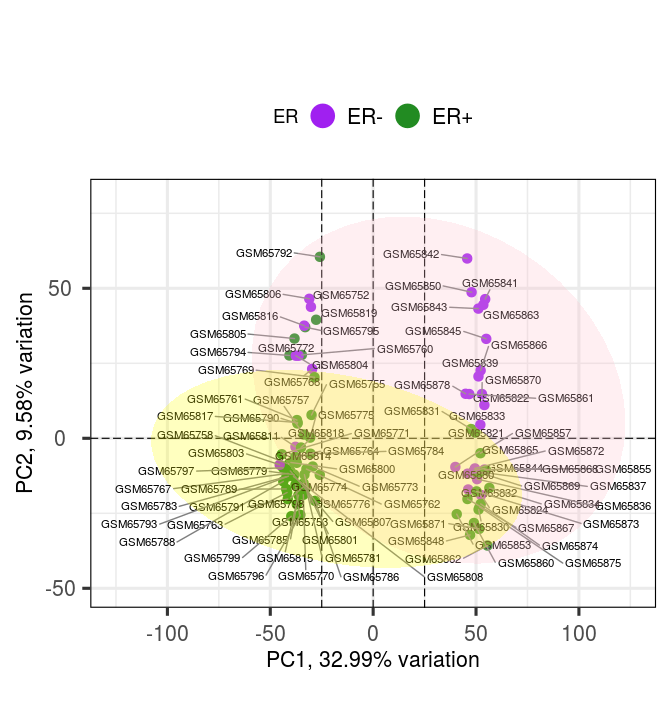 ER ER- ER+
GSM65792 GSM65842
GSM65850 GSM65841
GSM65806 GSM65752
GSM65843
GSM65816 GSM65819 GSM65863
GSM65805 GSM65795 GSM65845
GSM65794 GSM65772 GSM65760 GSM65866
GSM65769 GSM65804 GSM65839
GSM65768 GSM65755 GSM65878 GSM65870
GSM65761 GSM65757 GSM65822 GSM65861
GSM65817 GSM65790 GSM65775 GSM65831 GSM65833
GSM65758 GSM65811 GSM65818 GSM65771 GSM65821 GSM65857
GSM65803 GSM65814 GSM65764 GSM65784 GSM65865 GSM65872
GSM65797 GSM65779 GSM65800 GSM65880 GSM65844 GSM65868 GSM65855
GSM65767 GSM65789 GSM65774 GSM65773 GSM65832 GSM65869 GSM65837
GSM65783 GSM65791 GSM65776 GSM65762 GSM65824 GSM65834 GSM65836
GSM65793 GSM65763 GSM65753 GSM65807 GSM65871 GSM65830 GSM65867 GSM65873
GSM65788 GSM65785 GSM65801 GSM65848 GSM65853 GSM65874
GSM65799 GSM65815 GSM65781 GSM65862 GSM65860 GSM65875
GSM65796 GSM65770 GSM65786 GSM65808
50
0
-50
PC2, 9.58% variation
-100 -50 0 50 100
PC1, 32.99% variation